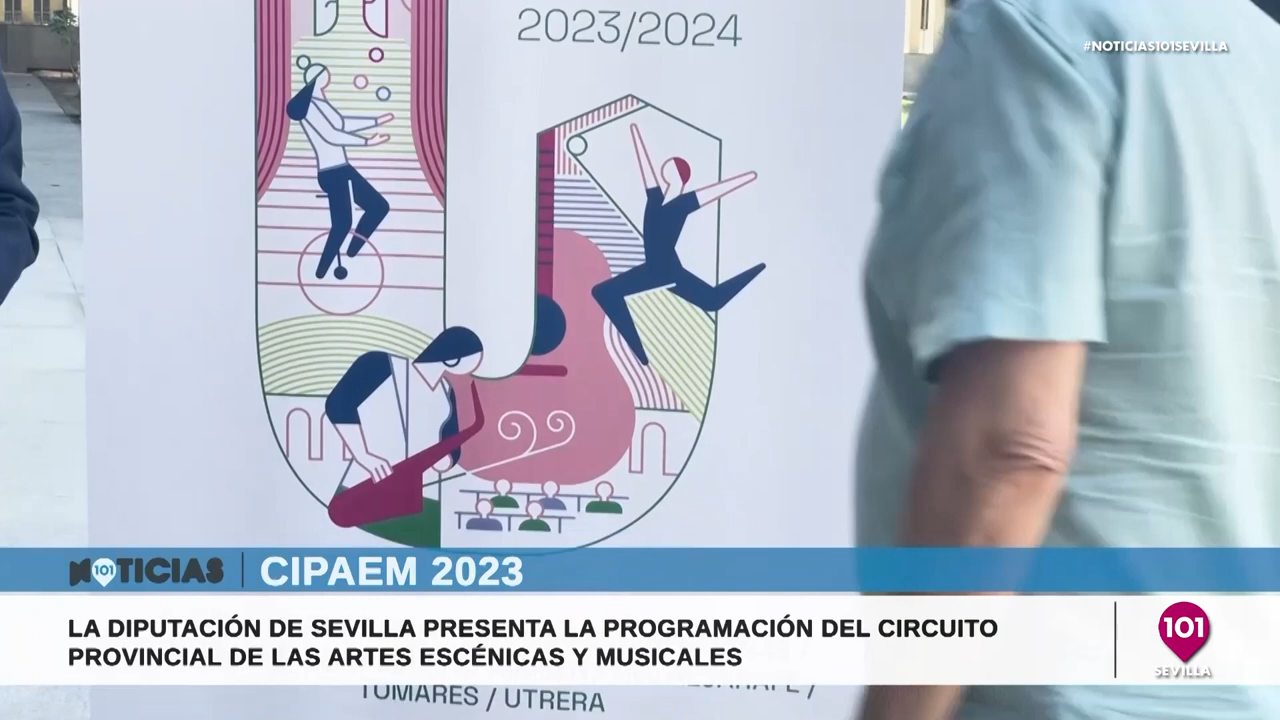 2023/2024
#NOTICIAS101SEVILLA
NOTICIAS 101
CIPAEM 2023
LA DIPUTACIÓN DE SEVILLA PRESENTA LA PROGRAMACIÓN DEL CIRCUITO
PROVINCIAL DE LAS ARTES ESCÉNICAS Y MUSICALES
101
SEVILLA
TOMARES / UTRERA